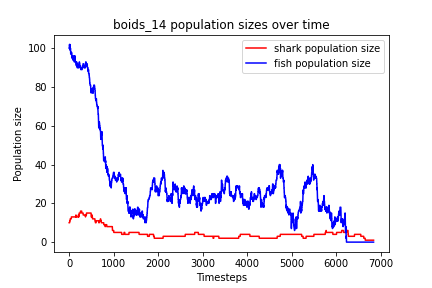 boids_14 population sizes over time
shark population size
fish population size
Population size
100
80
60
40
20
0
0 1000 2000 3000 4000 5000 6000 7000
Timesteps